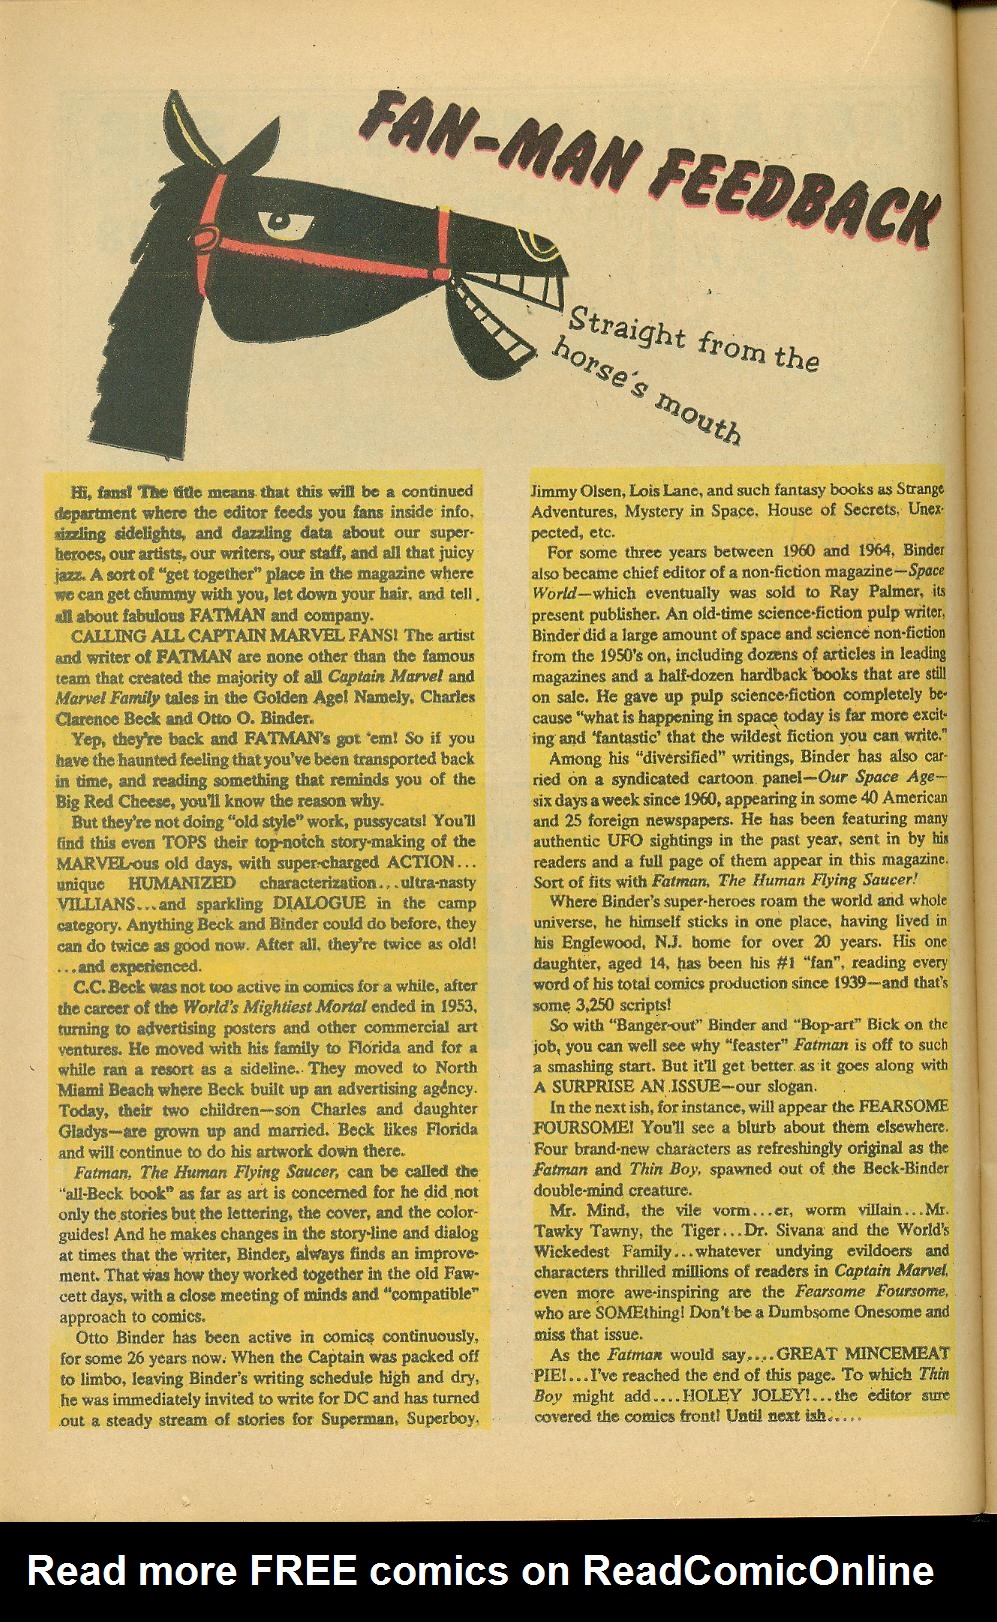 FAN-MAN FEEDBACK
Straight from the
horse's mouth
Hi, fans! The title means that this will be a continued
department where the editor feeds you fans inside info,
sizzling sidelights, and dazzling data about our super-
heroes, our artists, our writers, our staff, and all that juicy
jazz. A sort of "get together" place in the magazine where
we can get chummy with you, let down your hair, and tell
all about fabulous FATMAN and company.
CALLING ALL CAPTAIN MARVEL FANS! The artist
and writer of FATMAN are none other than the famous
team that created the majority of all Captain Marvel and
Marvel Family tales in the Golden Age! Namely, Charles
Clarence Beck and Otto O. Binder.
Yep, they're back and FATMAN's got 'em! So if you
have the haunted feeling that you've been transported back
in time, and reading something that reminds you of the
Big Red Cheese, you'll know the reason why.
But they're not doing "old style" work, pussycats! You'll
find this even TOPS their top-notch story-making of the
MARVEL-ous old days, with super-charged ACTION...
unique HUMANIZED characterization...ultra-nasty
VILLIANS...and sparkling DIALOGUE in the camp
category. Anything Beck and Binder could do before, they
can do twice as good now. After all, they're twice as old!
...and experienced.
C.C. Beck was not too active in comics for a while, after
the career of the World's Mightiest Mortal ended in 1953,
turning to advertising posters and other commercial art
ventures. He moved with his family to Florida and for a
while ran a resort as a sideline. They moved to North
Miami Beach where Beck built up an advertising agency.
Today, their two children—son Charles and daughter
Gladys—are grown up and married. Beck likes Florida
and will continue to do his artwork down there.
Fatman, The Human Flying Saucer, can be called the
"all-Beck book" as far as art is concerned for he did not
only the stories but the lettering, the cover, and the color-
guides! And he makes changes in the story-line and dialog
at times that the writer, Binder, always finds an improve-
ment. That was how they worked together in the old Faw-
cett days, with a close meeting of minds and "compatible"
approach to comics.
Otto Binder has been active in comics continuously,
for some 26 years now. When the Captain was packed off
to limbo, leaving Binder's writing schedule high and dry,
he was immediately invited to write for DC and has turned
out a steady stream of stories for Superman, Superboy,
Jimmy Olsen, Lois Lane, and such fantasy books as Strange
Adventures, Mystery in Space, House of Secrets, Unex-
pected, etc.
For some three years between 1960 and 1964, Binder
also became chief editor of a non-fiction magazine—Space
World—which eventually was sold to Ray Palmer, its
present publisher. An old-time science-fiction pulp writer,
Binder did a large amount of space and science non-fiction
from the 1950's on, including dozens of articles in leading
magazines and a half-dozen hardback books that are still
on sale. He gave up pulp science-fiction completely be-
cause "what is happening in space today is far more excit-
ing and 'fantastic' that the wildest fiction you can write."
Among his "diversified" writings, Binder has also car-
ried on a syndicated cartoon panel—Our Space Age—
six days a week since 1960, appearing in some 40 American
and 25 foreign newspapers. He has been featuring many
authentic UFO sightings in the past year, sent in by his
readers and a full page of them appear in this magazine.
Sort of fits with Fatman, The Human Flying Saucer!
Where Binder's super-heroes roam the world and whole
universe, he himself sticks in one place, having lived in
his Englewood, N.J. home for over 20 years. His one
daughter, aged 14, has been his #1 "fan", reading every
word of his total comics production since 1939—and that's
some 3,250 scripts!
So with "Banger-out" Binder and "Bop-art" Bick on the
job, you can well see why "feaster" Fatman is off to such
a smashing start. But it'll get better as it goes along with
A SURPRISE AN ISSUE—our slogan.
In the next ish, for instance, will appear the FEARSOME
FOURSOME! You'll see a blurb about them elsewhere.
Four brand-new characters as refreshingly original as the
Fatman and Thin Boy, spawned out of the Beck-Binder
double-mind creature.
Mr. Mind, the vile vorm...er, worm villain...Mr.
Tawky Tawny, the Tiger...Dr. Sivana and the World's
Wickedest Family...whatever undying evildoers and
characters thrilled millions of readers in Captain Marvel,
even more awe-inspiring are the Fearsome Foursome,
who are SOMEthing! Don't be a Dumbsome Onesome and
miss that issue.
As the Fatman would say....GREAT MINCEMEAT
PIE!...I've reached the end of this page. To which Thin
Boy might add....HOLEY JOLEY!...the editor sure
covered the comics front! Until next ish.....
Read more FREE comics on ReadComicOnline